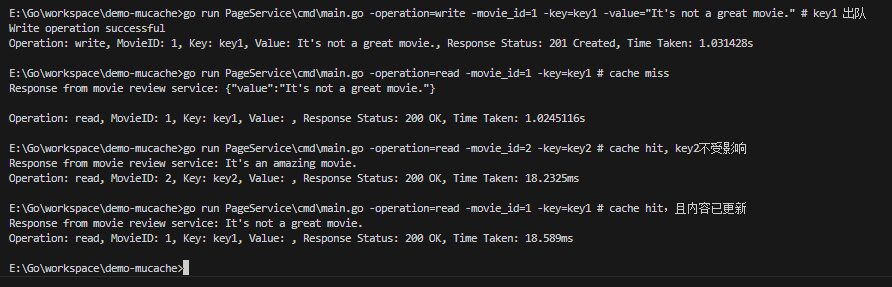 E:\Go\workspace\demo-mucache>go run PageService\cmd\main.go -operation=write -movie_id=1 -key=key1 -value="It's not a great movie." # key1 出队
Write operation successful
Operation: write, MovieID: 1, Key: key1, Value: It's not a great movie., Response Status: 201 Created, Time Taken: 1.031428s
E:\Go\workspace\demo-mucache>go run PageService\cmd\main.go -operation=read -movie_id=1 -key=key1 # cache miss
Response from movie review service: {"value":"It's not a great movie."}
Operation: read, MovieID: 1, Key: key1, Value: , Response Status: 200 OK, Time Taken: 1.0245116s
E:\Go\workspace\demo-mucache>go run PageService\cmd\main.go -operation=read -movie_id=2 -key=key2 # cache hit, key2不受影响
Response from movie review service: It's an amazing movie.
Operation: read, MovieID: 2, Key: key2, Value: , Response Status: 200 OK, Time Taken: 18.2325ms
E:\Go\workspace\demo-mucache>go run PageService\cmd\main.go -operation=read -movie_id=1 -key=key1 # cache hit，且内容已更新
Response from movie review service: It's not a great movie.
Operation: read, MovieID: 1, Key: key1, Value: , Response Status: 200 OK, Time Taken: 18.589ms
E:\Go\workspace\demo-mucache>